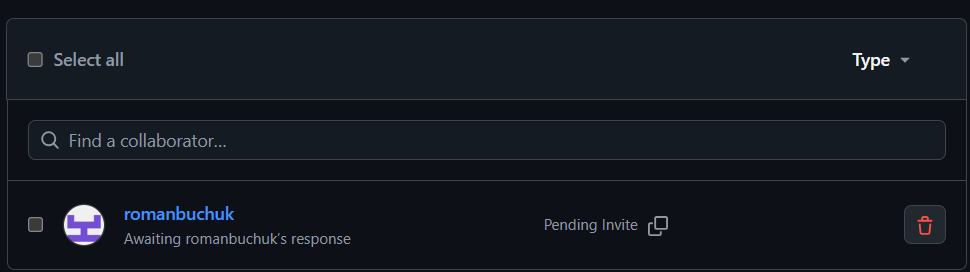 Select all
Type
Find a collaborator...
romanbuchuk
Awaiting romanbuchuk's response
Pending Invite